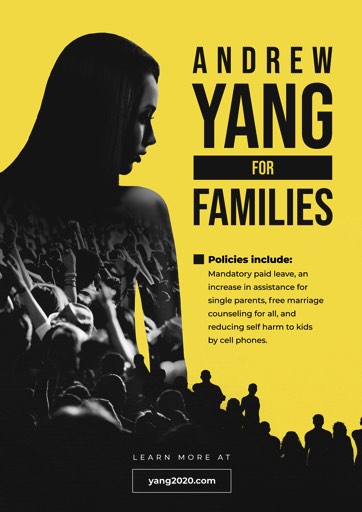 ANDREW
YANG
FOR
FAMILIES
Policies include:
Mandatory paid leave, an
increase in assistance for
single parents, free marriage
counseling for all, and
reducing self harm to kids
by cell phones.
LEARN MORE AT
yang2020.com